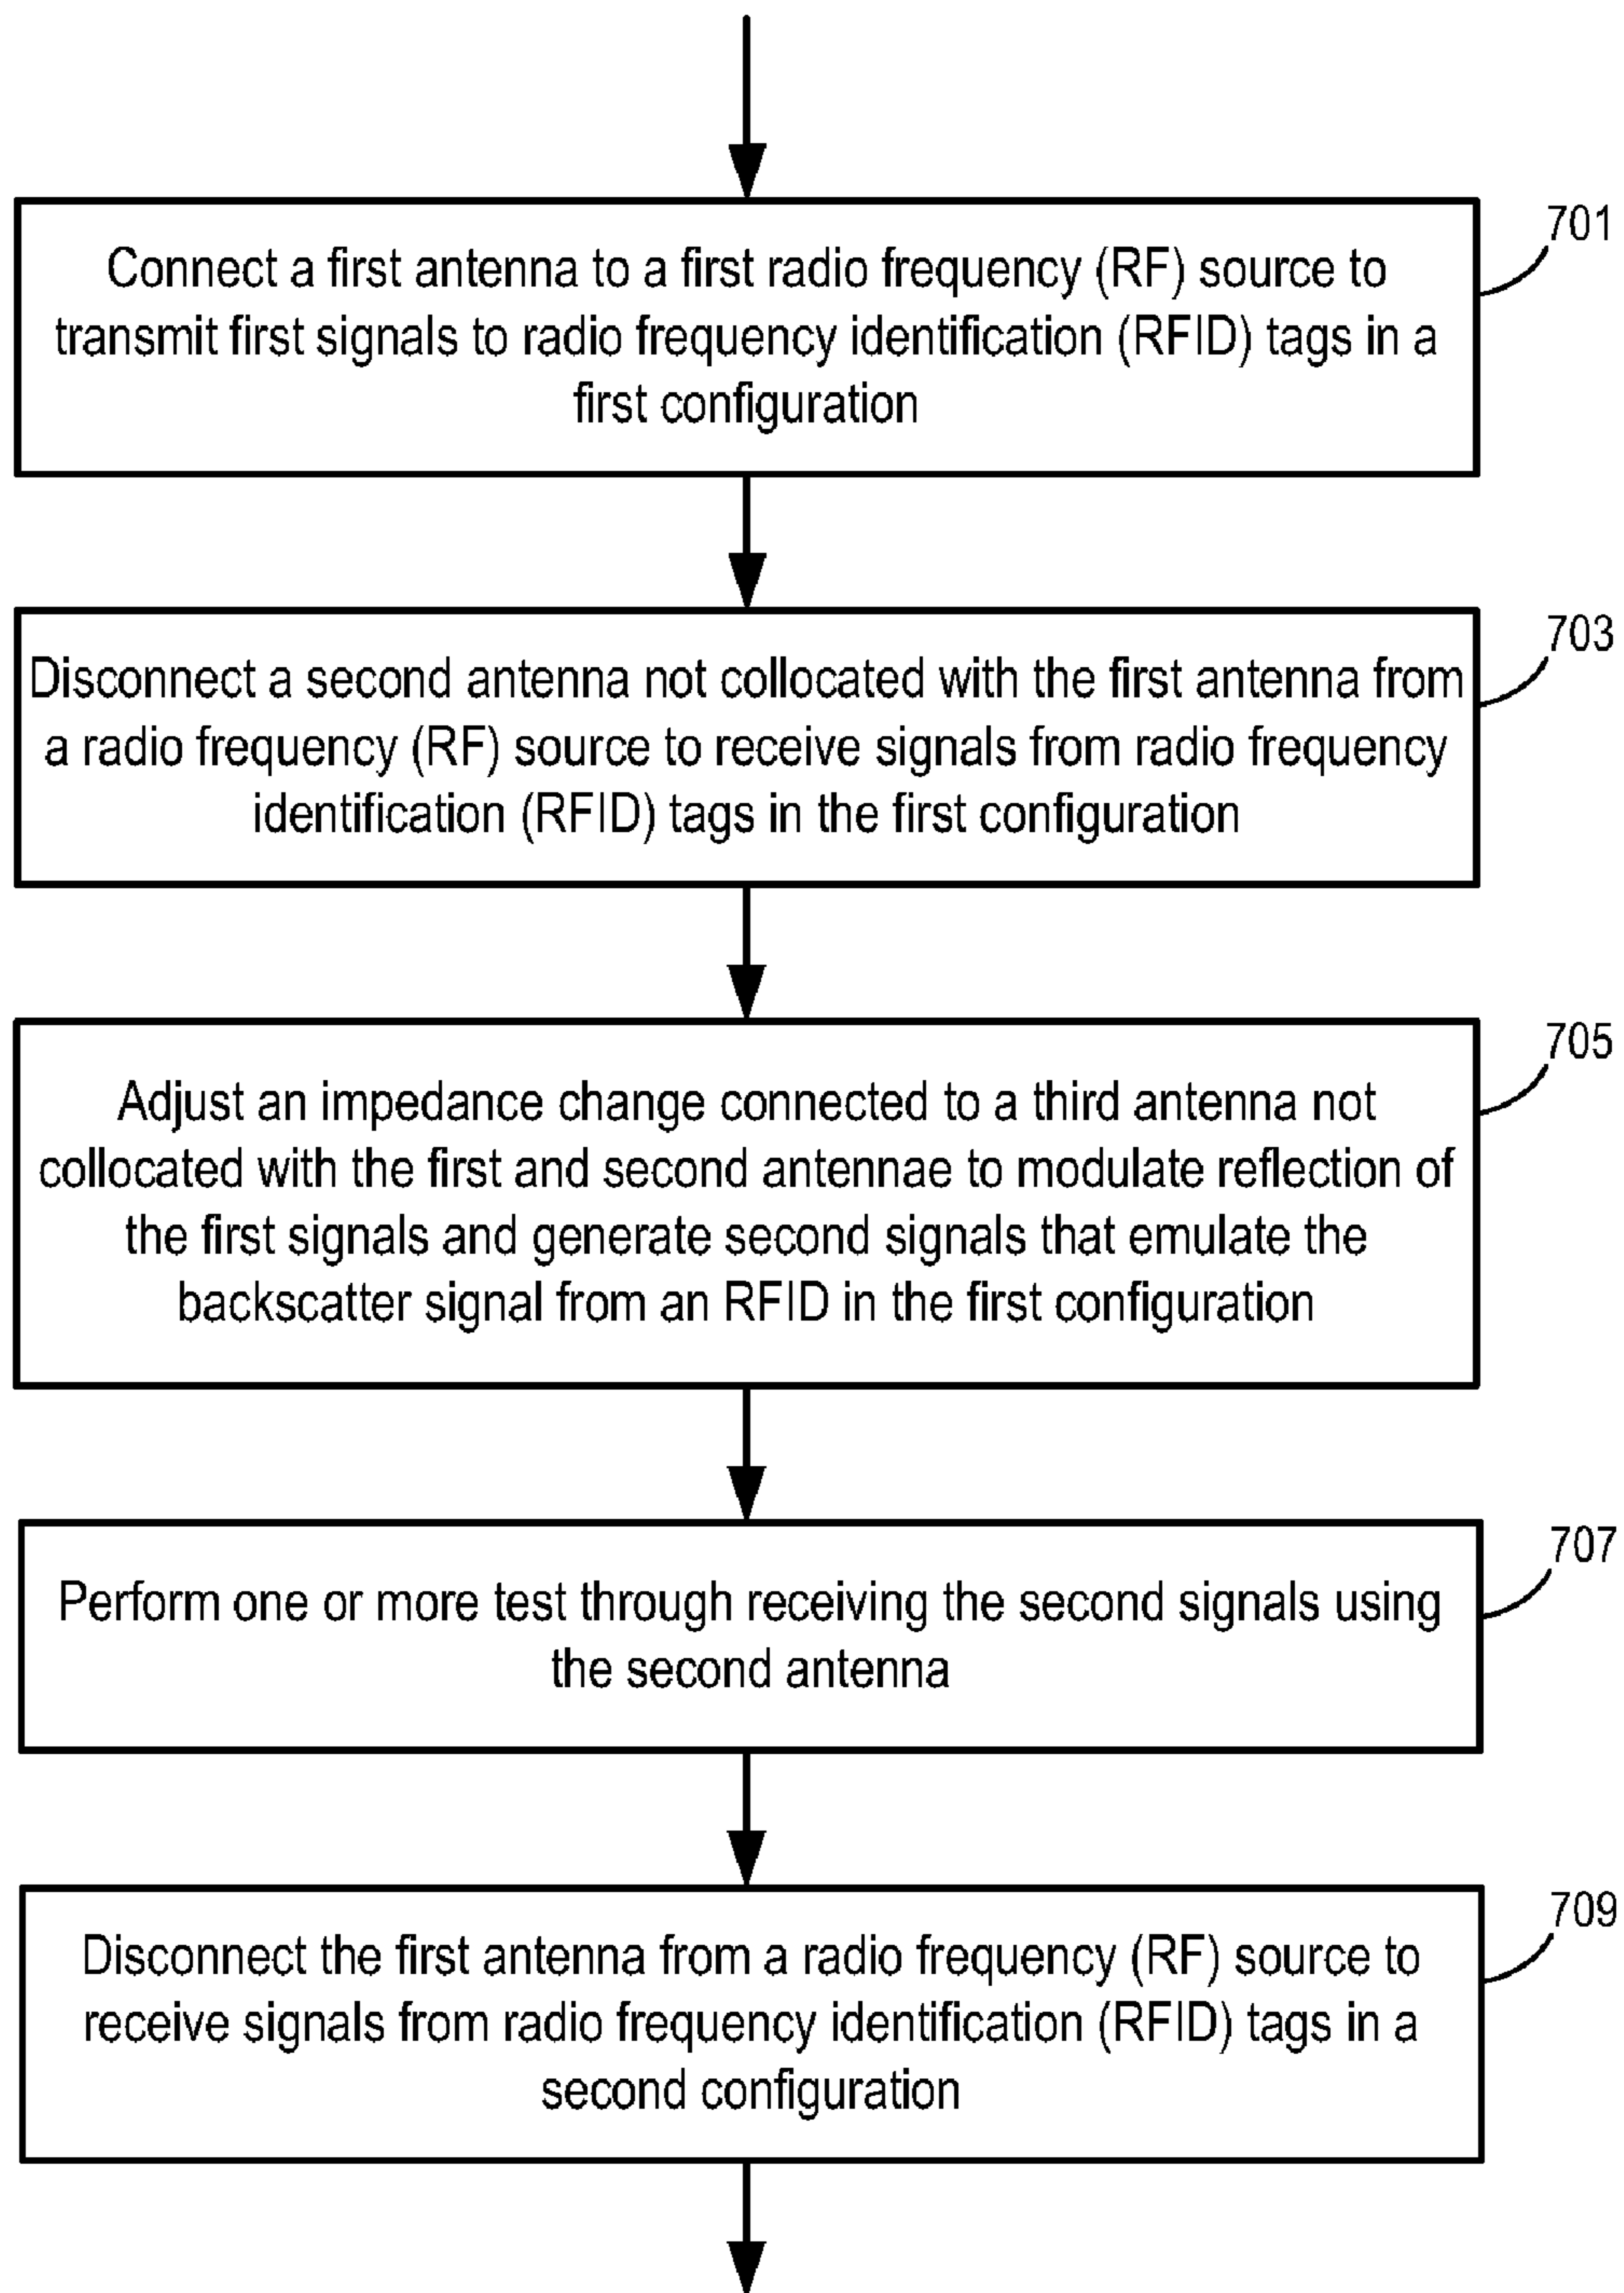 701
Connect a first antenna to a first radio frequency (RF) source to
transmit first signals to radio frequency identification (RFID) tags in a
first configuration
703
Disconnect a second antenna not collocated with the first antenna from
a radio frequency (RF) source to receive signals from radio frequency
identification (RFID) tags in the first configuration
705
Adjust an impedance change connected to a third antenna not
collocated with the first and second antennae to modulate reflection of
the first signals and generate second signals that emulate the
backscatter signal from an RFID in the first configuration
707
Perform one or more test through receiving the second signals using
the second antenna
709
Disconnect the first antenna from a radio frequency (RF) source to
receive signals from radio frequency identification (RFID) tags in a
second configuration